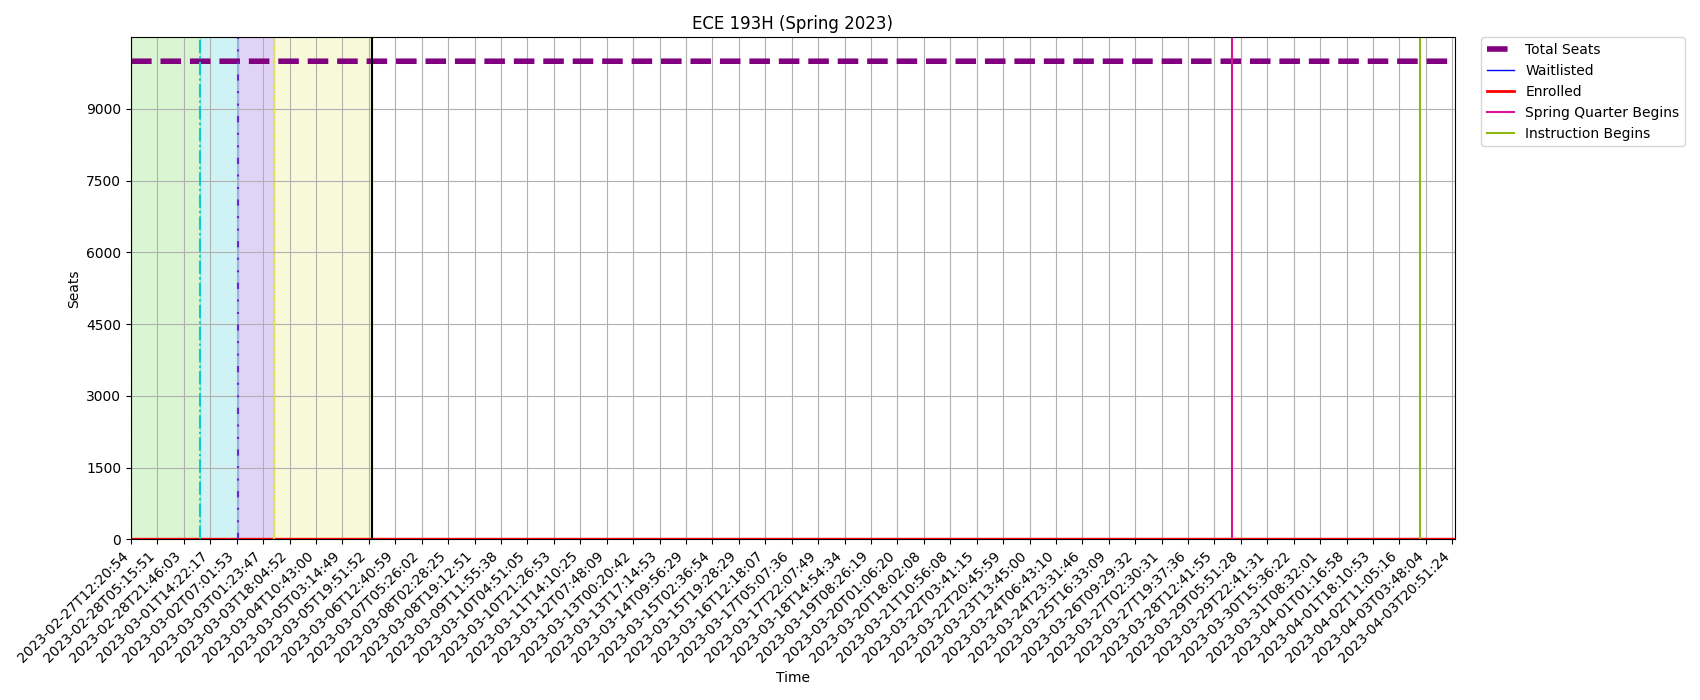 ECE 193H (Spring 2023)
Total Seats
Waitlisted
Enrolled
Spring Quarter Begins
Instruction Begins
Seats
9000
7500
6000
4500
3000
1500
0
2023-02-27T12:20:54
2023-02-28T05:15:51
2023-02-28T21:46:03
2023-03-01T14:22:17
2023-03-02T07:01:53
2023-03-03T01:23:47
2023-03-03T18:04:52
2023-03-04T10:43:00
2023-03-05T03:14:49
2023-03-05T19:51:52
2023-03-06T12:40:59
2023-03-07T05:26:02
2023-03-08T02:28:25
2023-03-08T19:12:51
2023-03-09T11:55:38
2023-03-10T04:51:05
2023-03-10T21:26:53
2023-03-11T14:10:25
2023-03-12T07:48:09
2023-03-13T00:20:42
2023-03-13T17:14:53
2023-03-14T09:56:29
2023-03-15T02:36:54
2023-03-15T19:28:29
2023-03-16T12:18:07
2023-03-17T05:07:36
2023-03-17T22:07:49
2023-03-18T14:54:34
2023-03-19T08:26:19
2023-03-20T01:06:20
2023-03-20T18:02:08
2023-03-21T10:56:08
2023-03-22T03:41:15
2023-03-22T20:45:59
2023-03-23T13:45:00
2023-03-24T06:43:10
2023-03-24T23:31:46
2023-03-25T16:33:09
2023-03-26T09:29:32
2023-03-27T02:30:31
2023-03-27T19:37:36
2023-03-28T12:41:55
2023-03-29T05:51:28
2023-03-29T22:41:31
2023-03-30T15:36:22
2023-03-31T08:32:01
2023-04-01T01:16:58
2023-04-01T18:10:53
2023-04-02T11:05:16
2023-04-03T03:48:04
2023-04-03T20:51:24
Time